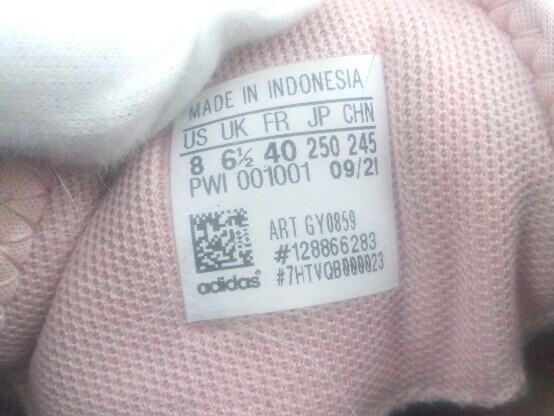 MADE IN INDONESIA
US UK FR JP CHN
8 6½ 40 250 245
PWI 001001 09/21
ART GY0859
#128866283
#7HTVQB000023
adidas